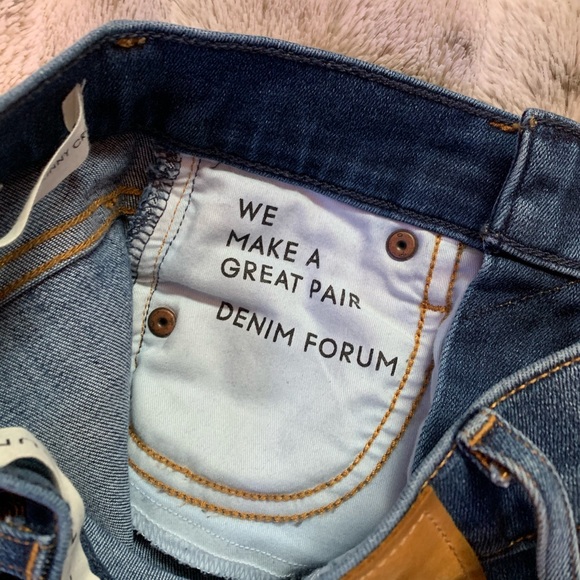 WE
MAKE A
GREAT PAIR
DENIM FORUM